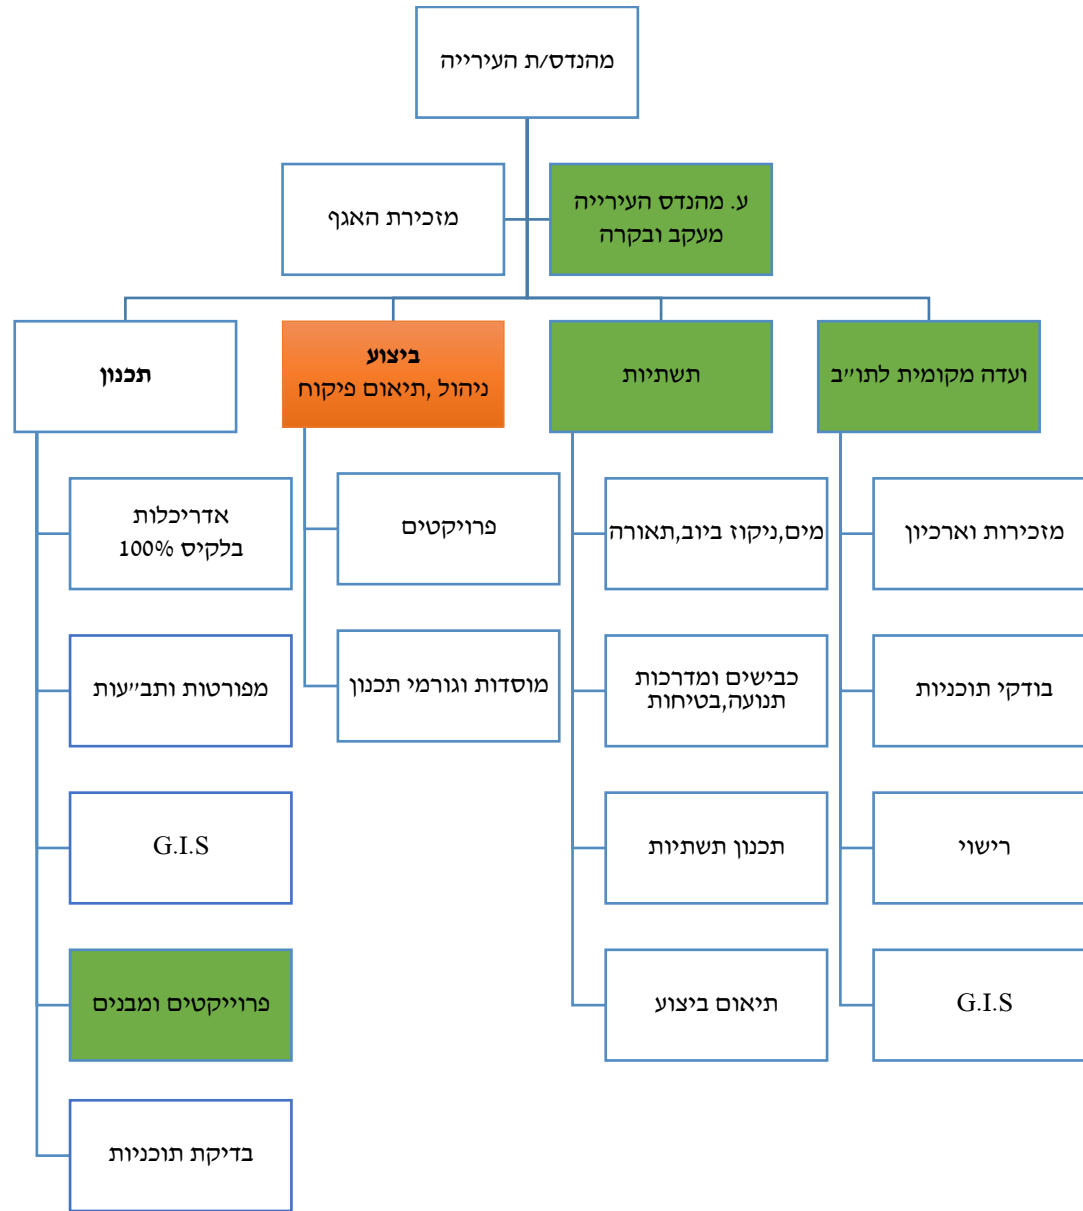 מהנדס/ת העירייה
ע. מהנדס העירייה
מעקב ובקרה
מזכירת האגף
ועדה מקומית לתו״ב
תשתיות
ביצוע
ניהול ,תיאום פיקוח
תכנון
מזכירות וארכיון
בודקי תוכניות
רישוי
G.I.S
מים,ניקוז ביוב,תאורה
כבישים ומדרכות
תנועה,בטיחות
תכנון תשתיות
תיאום ביצוע
פרויקטים
מוסדות וגורמי תכנון
אדריכלות
בלקיס 100%
מפורטות ותב״עות
G.I.S
פרוייקטים ומבנים
בדיקת תוכניות